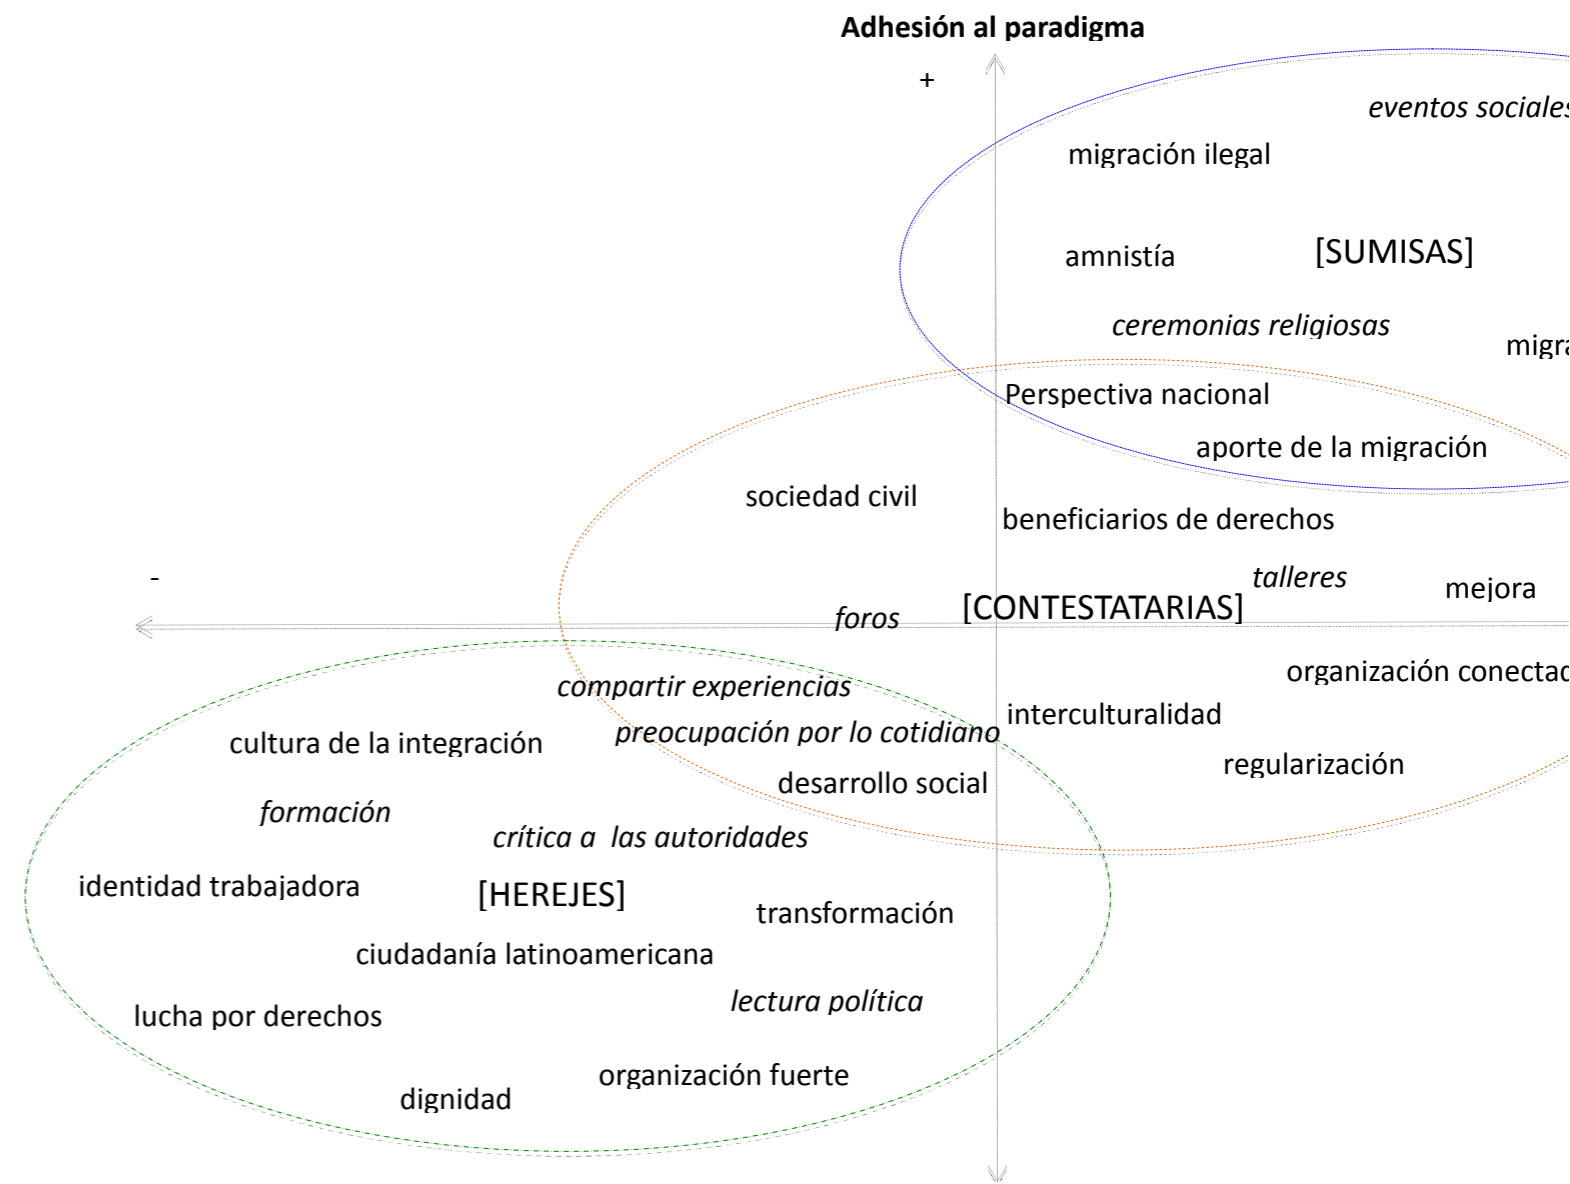 Adhesión al paradigma
+
eventos sociales
migración ilegal
[SUMISAS]
amnistía
ceremonias religiosas
migra
Perspectiva nacional
aporte de la migración
sociedad civil
beneficiarios de derechos
-
talleres
mejora
[CONTESTATARIAS]
foros
organización conectad
compartir experiencias
interculturalidad
preocupación por lo cotidiano
cultura de la integración
regularización
desarrollo social
formación
crítica a las autoridades
identidad trabajadora
[HEREJES]
transformación
ciudadanía latinoamericana
lectura política
lucha por derechos
organización fuerte
dignidad